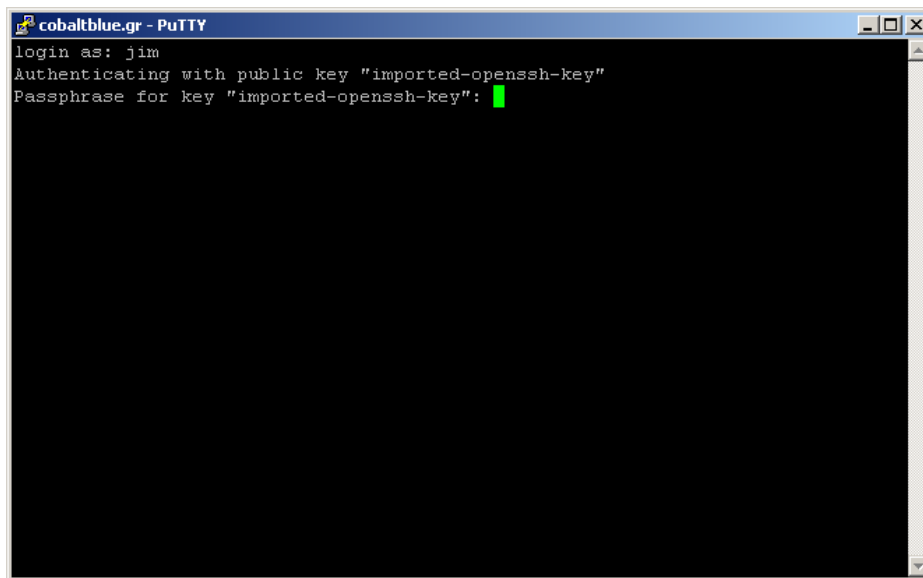 cobaltblue.gr - PuTTY
login as: jim
Authenticating with public key "imported-openssh-key"
Passphrase for key "imported-openssh-key":